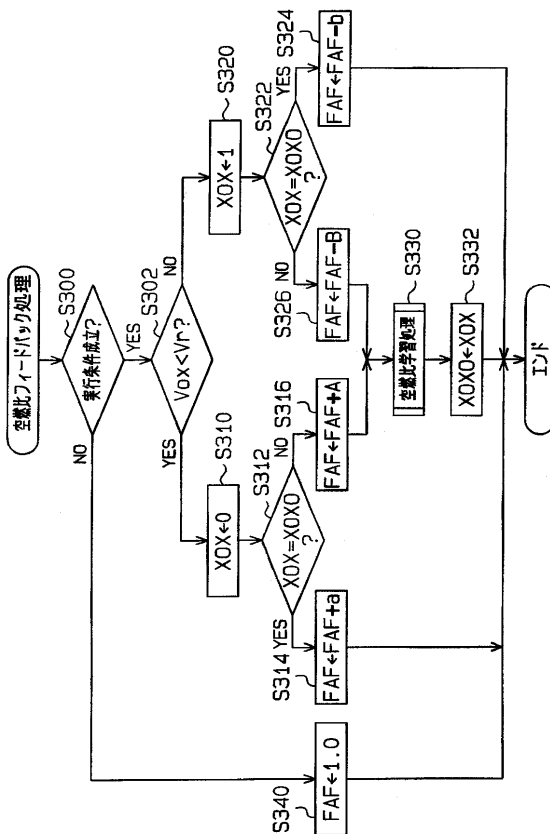 空燃比フィードバック処理
S300
実行条件成立?
NO
YES
S302
Vox<Vr?
YES
NO
S310
XOX←0
S320
XOX←1
S312
XOX=XOXO
?
YES
NO
S322
XOX=XOXO
?
NO
YES
S340
FAF←1.0
S314
FAF←FAF+a
S316
FAF←FAF+A
S326
FAF←FAF-B
S324
FAF←FAF-b
S330
空燃比学習処理
S332
XOXO←XOX
エンド